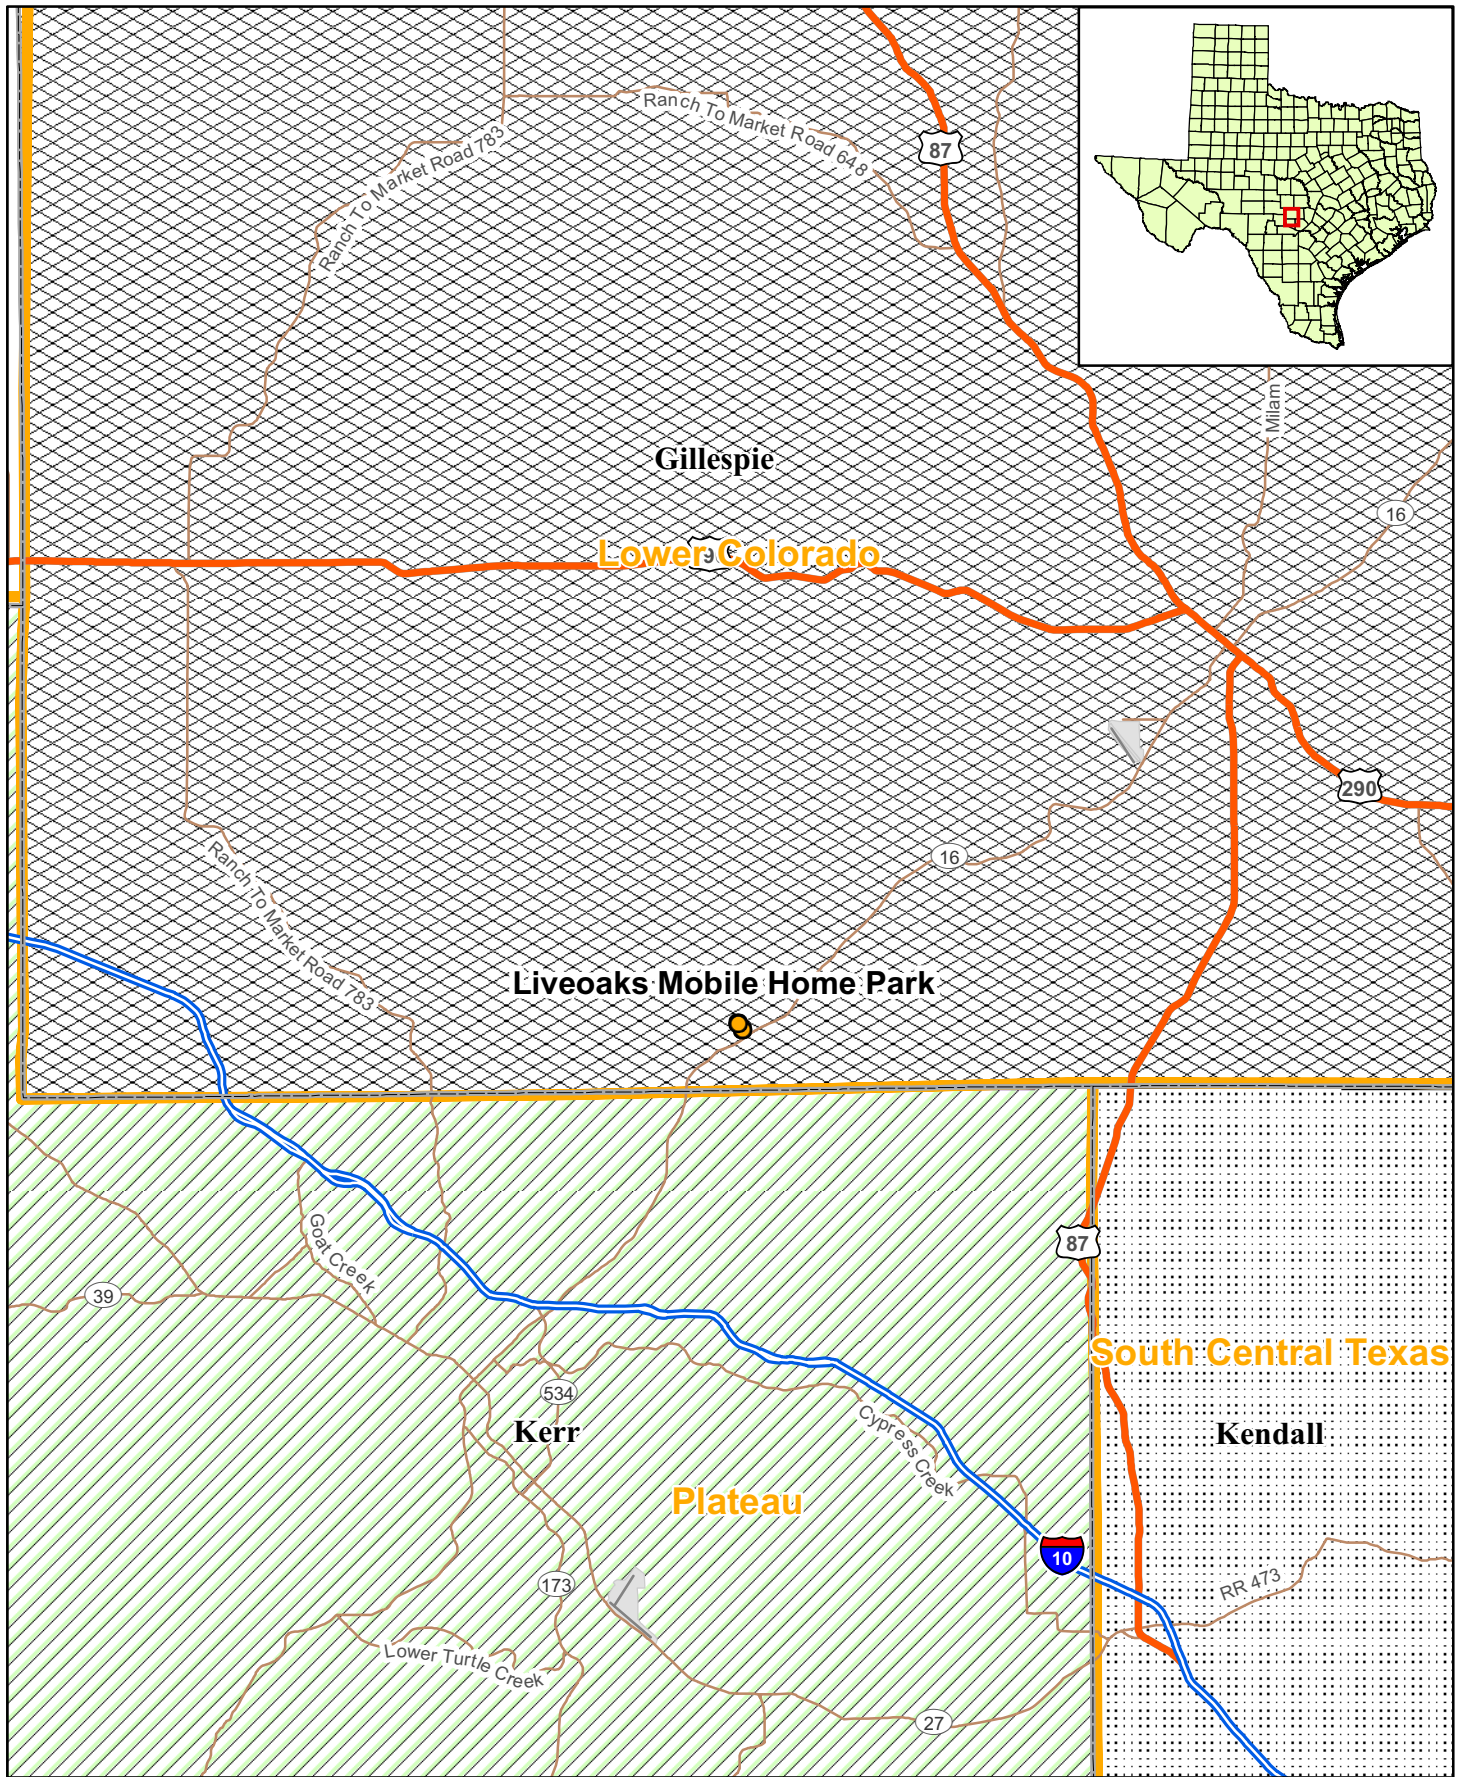 Ranch To Market Road 648
Ranch To Market Road 783
87
Milam
Gillespie
16
Lower Colorado
9
290
16
Ranch To Market Road 783
Liveoaks Mobile Home Park
87
Goat Creek
39
South Central Texas
534
Kerr
Cypress Creek
Kendall
Plateau
10
173
RR 473
Lower Turtle Creek
27